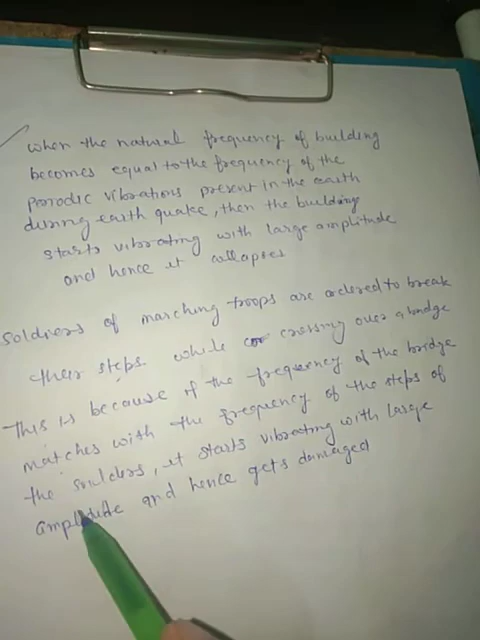 when the natural frequency of building
becomes equal to the frequency of the
periodic vibrations present in the earth
during earth quake, then the building
starts vibrating with large amplitude
and hence it collapses
soldiers of marching troops are ordered to break
their steps while crossing over a bridge
This is because if the frequency of the bridge
matches with the frequency of the steps of
the soulders, it starts vibrating with large
amplitude and hence gets damaged